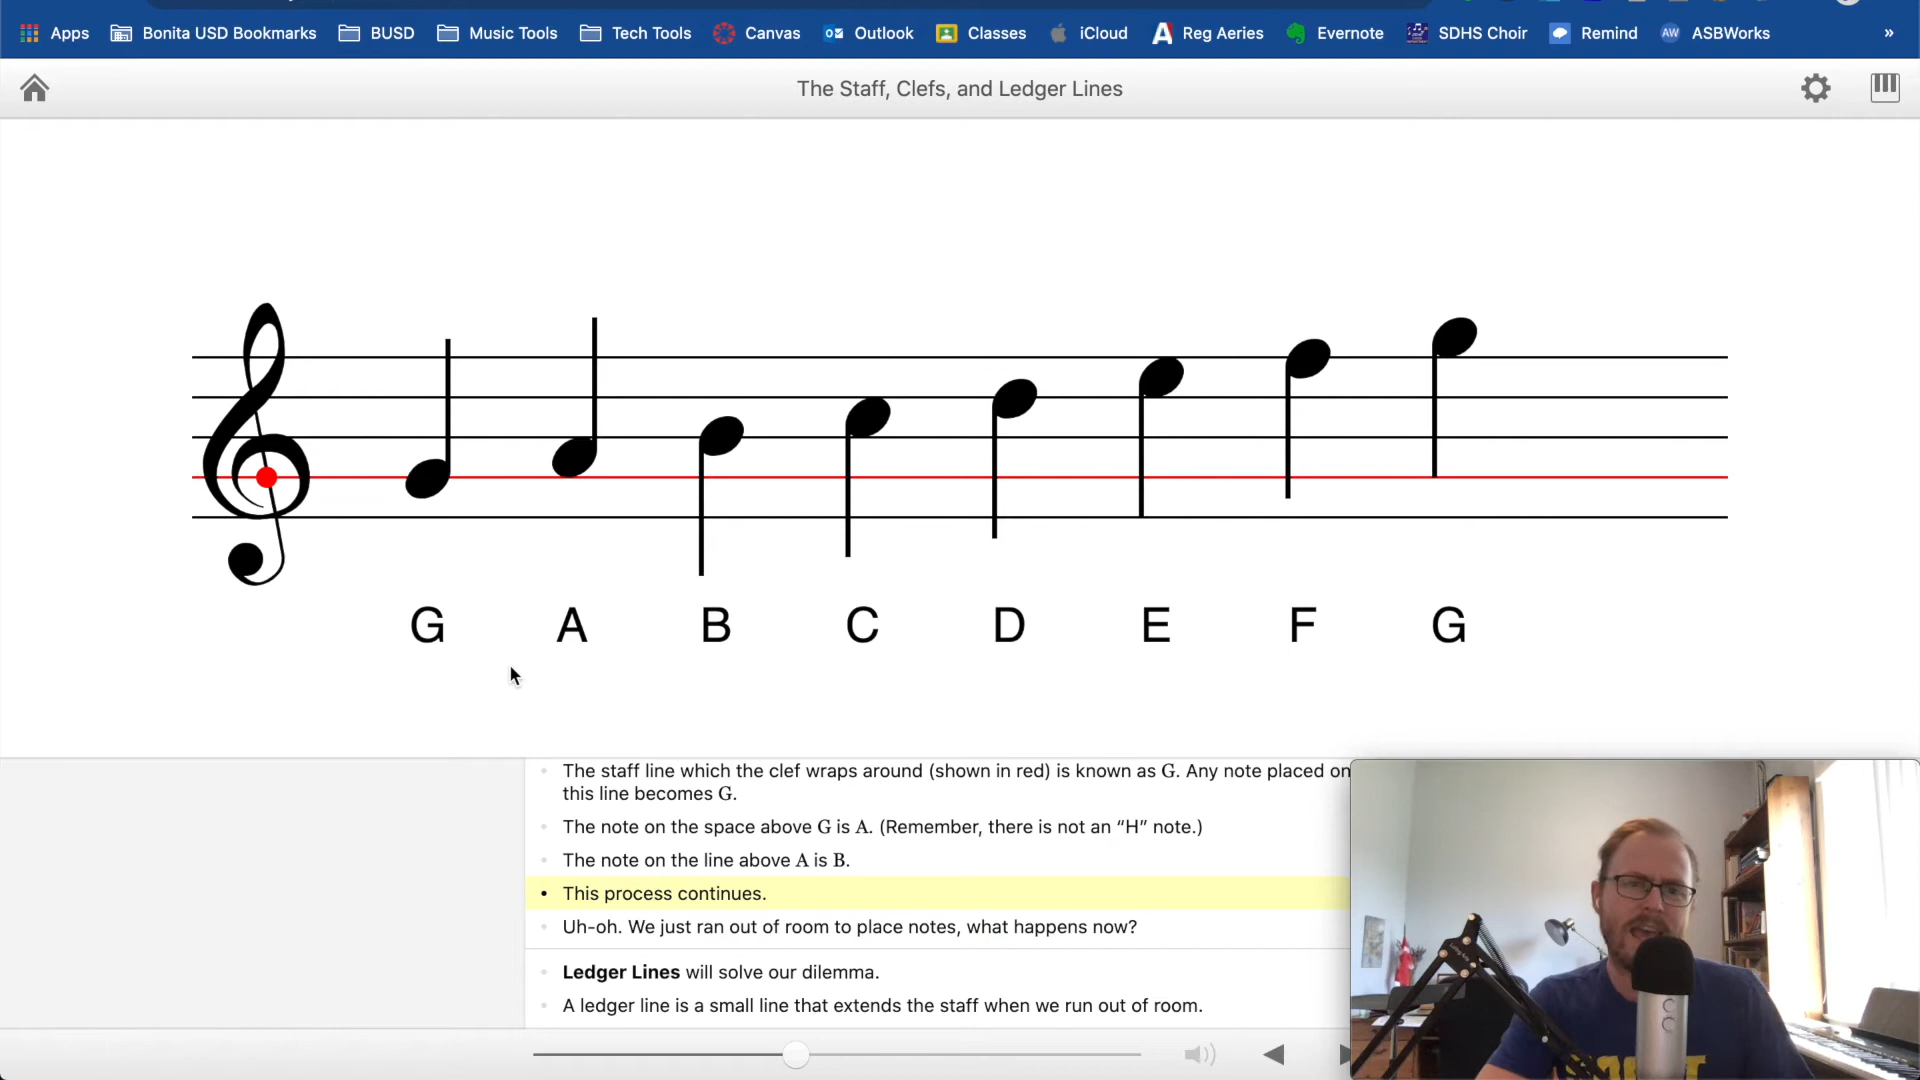 Apps Bonita USD Bookmarks BUSD Music Tools Tech Tools Canvas Outlook Classes iCloud Reg Aeries Evernote SDHS Choir Remind AW ASBWorks »
The Staff, Clefs, and Ledger Lines
G A B C D E F G
The staff line which the clef wraps around (shown in red) is known as G. Any note placed on
this line becomes G.
The note on the space above G is A. (Remember, there is not an “H” note.)
The note on the line above A is B.
• This process continues.
Uh-oh. We just ran out of room to place notes, what happens now?
Ledger Lines will solve our dilemma.
A ledger line is a small line that extends the staff when we run out of room.